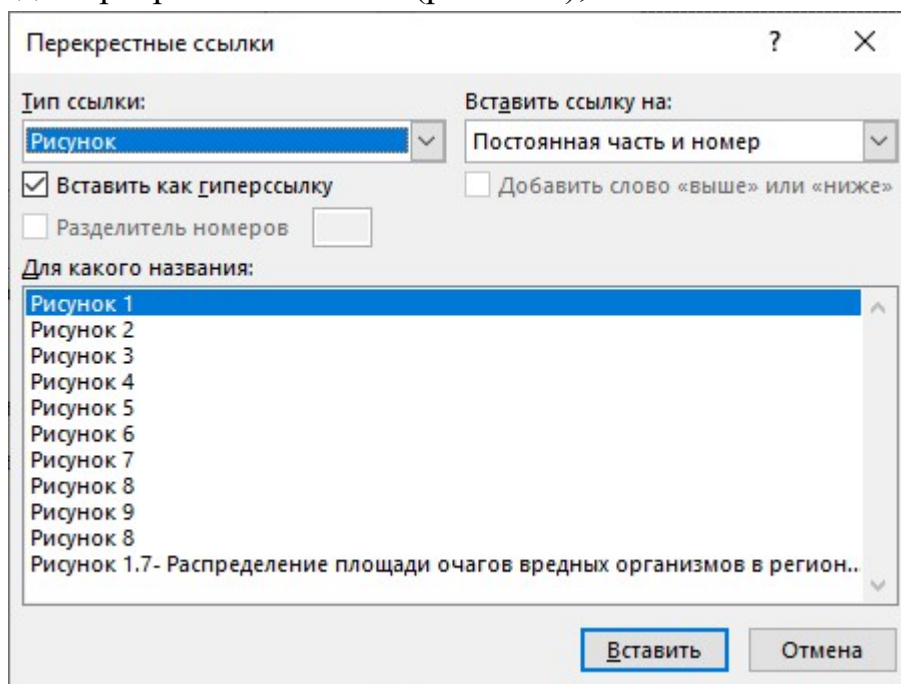 Перекрестные ссылки ?
Тип ссылки: Вставить ссылку на:
Рисунок Постоянная часть и номер
Вставить как гиперссылку Добавить слово «выше» или «ниже»
Разделитель номеров
Для какого названия:
Рисунок 1
Рисунок 2
Рисунок 3
Рисунок 4
Рисунок 5
Рисунок 6
Рисунок 7
Рисунок 8
Рисунок 9
Рисунок 8
Рисунок 1.7- Распределение площади очагов вредных организмов в регион...
Вставить Отмена